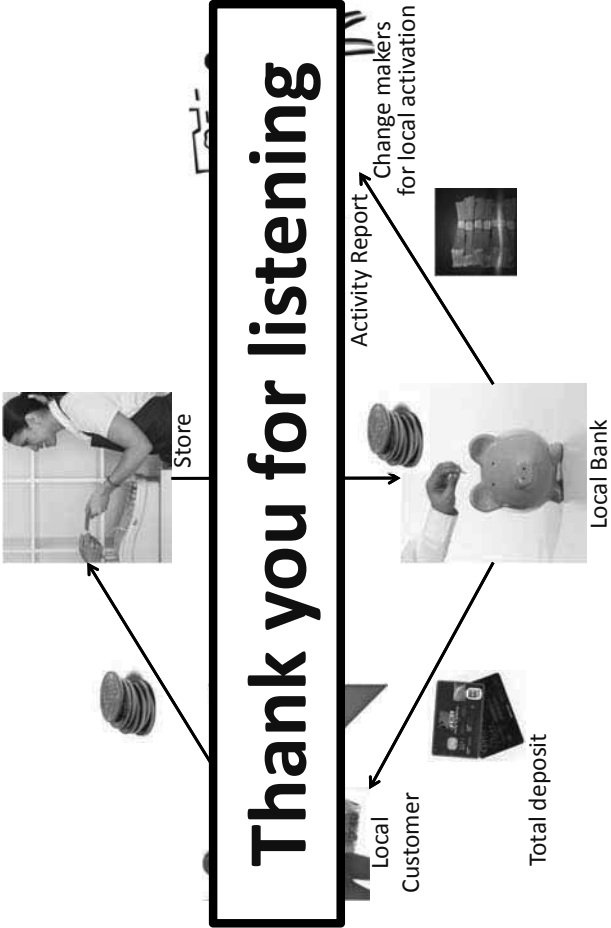 Store
Thank you for listening
Activity Report
Change makers
for local activation
Local
Customer
Local Bank
Total deposit